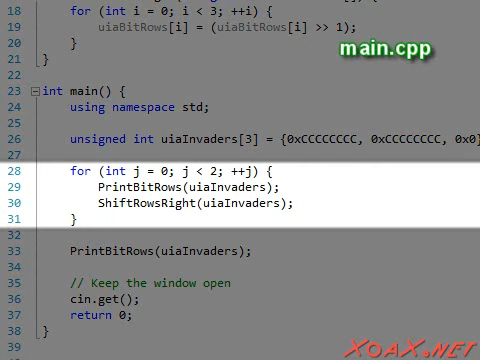 18 for (int i = 0; i < 3; ++i) {
19 uiaBitRows[i] = (uiaBitRows[i] >> 1);
20 }
21 }
main.cpp
22
23 int main() {
24 using namespace std;
25
26 unsigned int uiaInvaders[3] = {0xCCCCCCCC, 0xCCCCCCCC, 0x0}
27
28 for (int j = 0; j < 2; ++j) {
29 PrintBitRows(uiaInvaders);
30 ShiftRowsRight(uiaInvaders);
31 }
32
33 PrintBitRows(uiaInvaders);
34
35 // Keep the window open
36 cin.get();
37 return 0;
38 }
39
XOAX.NET